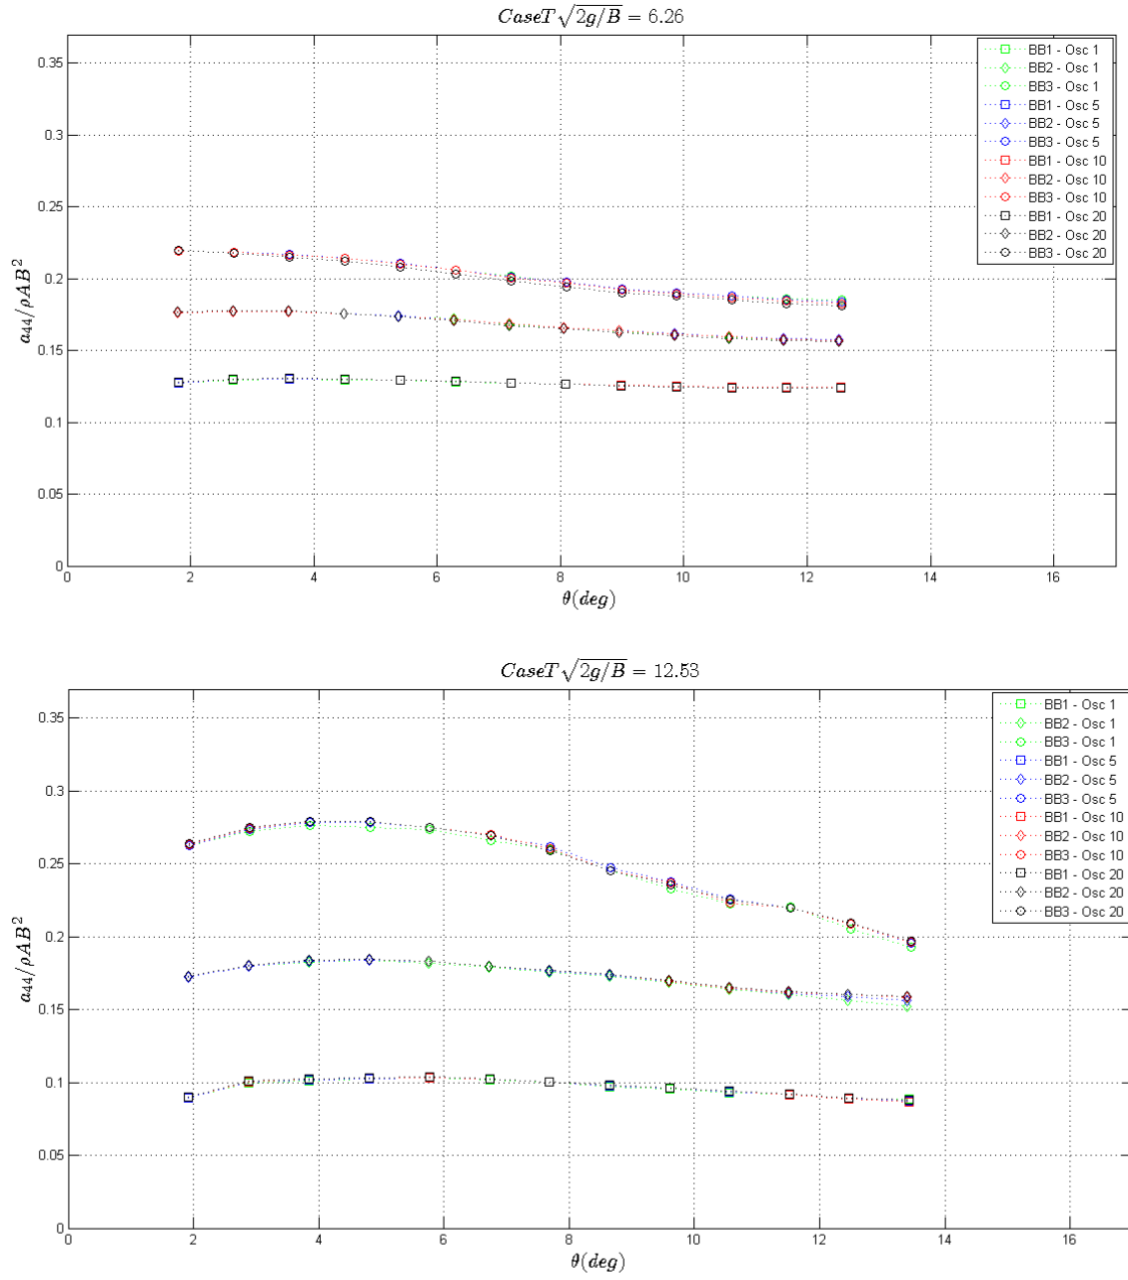 CaseT√2g/B = 6.26
0.35
0.3
0.25
0.2
0.15
0.1
0.05
0
a₄₄/ρAB²
BB1 - Osc 1
BB2 - Osc 1
BB3 - Osc 1
BB1 - Osc 5
BB2 - Osc 5
BB3 - Osc 5
BB1 - Osc 10
BB2 - Osc 10
BB3 - Osc 10
BB1 - Osc 20
BB2 - Osc 20
BB3 - Osc 20
0 2 4 6 8 10 12 14 16
θ(deg)
CaseT√2g/B = 12.53
0.35
0.3
0.25
0.2
0.15
0.1
0.05
0
a₄₄/ρAB²
BB1 - Osc 1
BB2 - Osc 1
BB3 - Osc 1
BB1 - Osc 5
BB2 - Osc 5
BB3 - Osc 5
BB1 - Osc 10
BB2 - Osc 10
BB3 - Osc 10
BB1 - Osc 20
BB2 - Osc 20
BB3 - Osc 20
0 2 4 6 8 10 12 14 16
θ(deg)